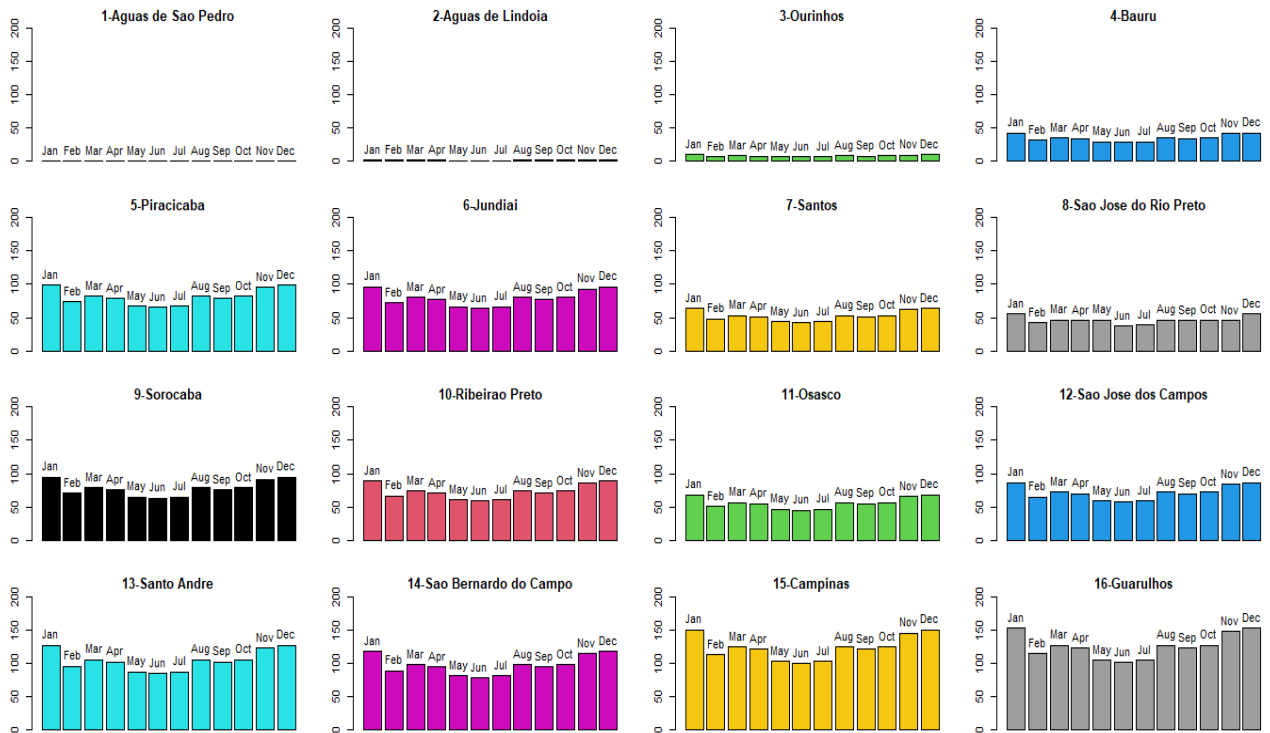 1-Aguas de Sao Pedro
200
150
100
50
0
Jan Feb Mar Apr May Jun Jul Aug Sep Oct Nov Dec
2-Aguas de Lindoia
200
150
100
50
0
Jan Feb Mar Apr May Jun Jul Aug Sep Oct Nov Dec
3-Ourinhos
200
150
100
50
0
Jan Feb Mar Apr May Jun Jul Aug Sep Oct Nov Dec
4-Bauru
200
150
100
50
0
Jan Feb Mar Apr May Jun Jul Aug Sep Oct Nov Dec
5-Piracicaba
200
150
100
50
0
Jan Feb Mar Apr May Jun Jul Aug Sep Oct Nov Dec
6-Jundiai
200
150
100
50
0
Jan Feb Mar Apr May Jun Jul Aug Sep Oct Nov Dec
7-Santos
200
150
100
50
0
Jan Feb Mar Apr May Jun Jul Aug Sep Oct Nov Dec
8-Sao Jose do Rio Preto
200
150
100
50
0
Jan Feb Mar Apr May Jun Jul Aug Sep Oct Nov Dec
9-Sorocaba
200
150
100
50
0
Jan Feb Mar Apr May Jun Jul Aug Sep Oct Nov Dec
10-Ribeirao Preto
200
150
100
50
0
Jan Feb Mar Apr May Jun Jul Aug Sep Oct Nov Dec
11-Osasco
200
150
100
50
0
Jan Feb Mar Apr May Jun Jul Aug Sep Oct Nov Dec
12-Sao Jose dos Campos
200
150
100
50
0
Jan Feb Mar Apr May Jun Jul Aug Sep Oct Nov Dec
13-Santo Andre
200
150
100
50
0
Jan Feb Mar Apr May Jun Jul Aug Sep Oct Nov Dec
14-Sao Bernardo do Campo
200
150
100
50
0
Jan Feb Mar Apr May Jun Jul Aug Sep Oct Nov Dec
15-Campinas
200
150
100
50
0
Jan Feb Mar Apr May Jun Jul Aug Sep Oct Nov Dec
16-Guarulhos
200
150
100
50
0
Jan Feb Mar Apr May Jun Jul Aug Sep Oct Nov Dec